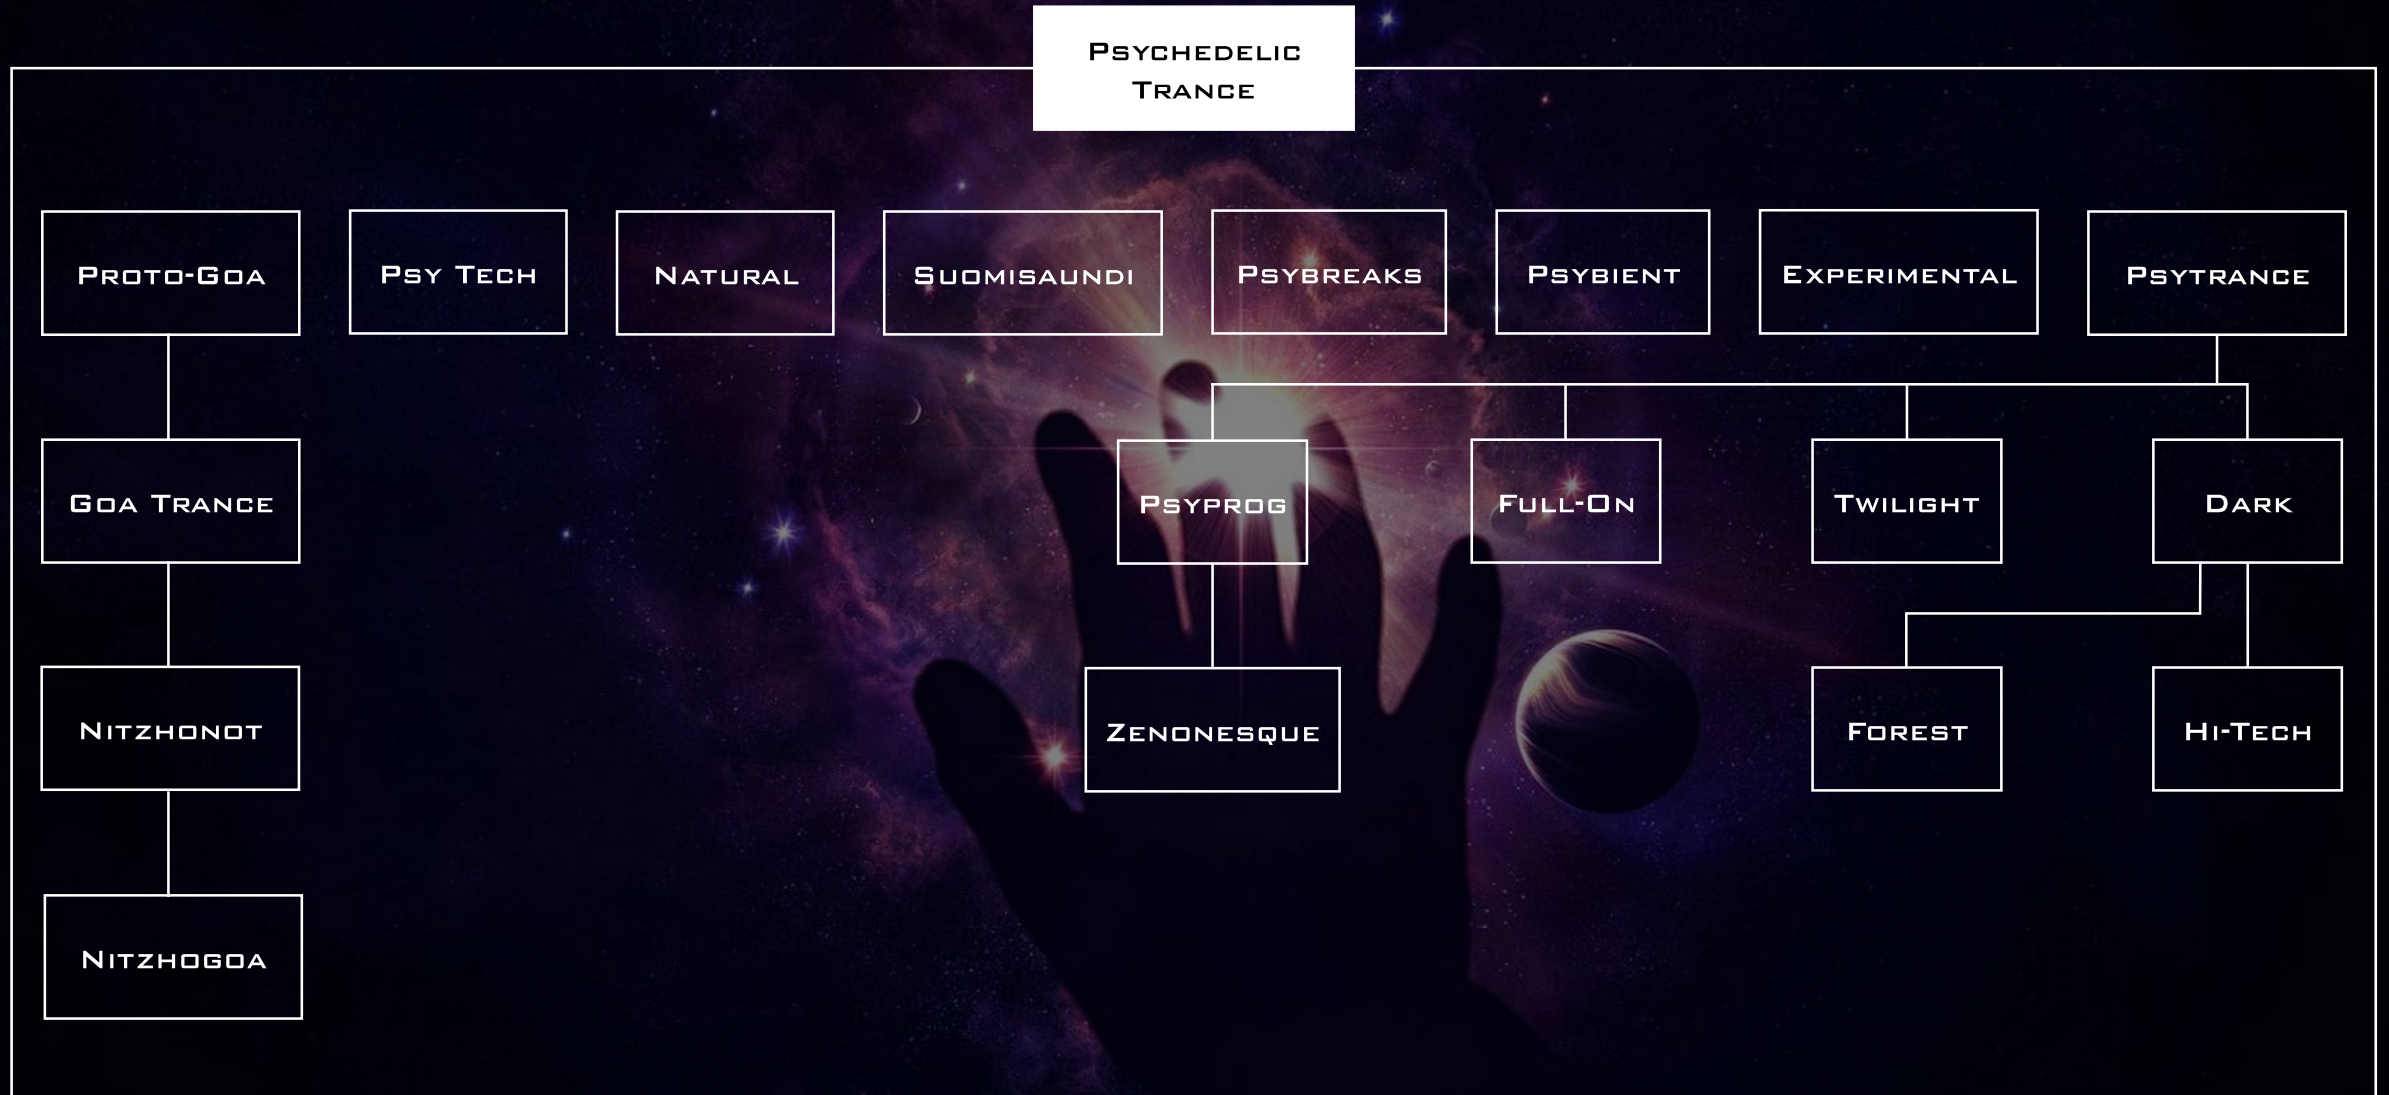 Psychedelic
Trance
Proto-Goa
Psy Tech
Natural
Suomisaundi
Psybreaks
Psybient
Experimental
Psytrance
Goa Trance
Psyprog
Full-On
Twilight
Dark
Nitzhonot
Zenonesque
Forest
Hi-Tech
Nitzhogoa